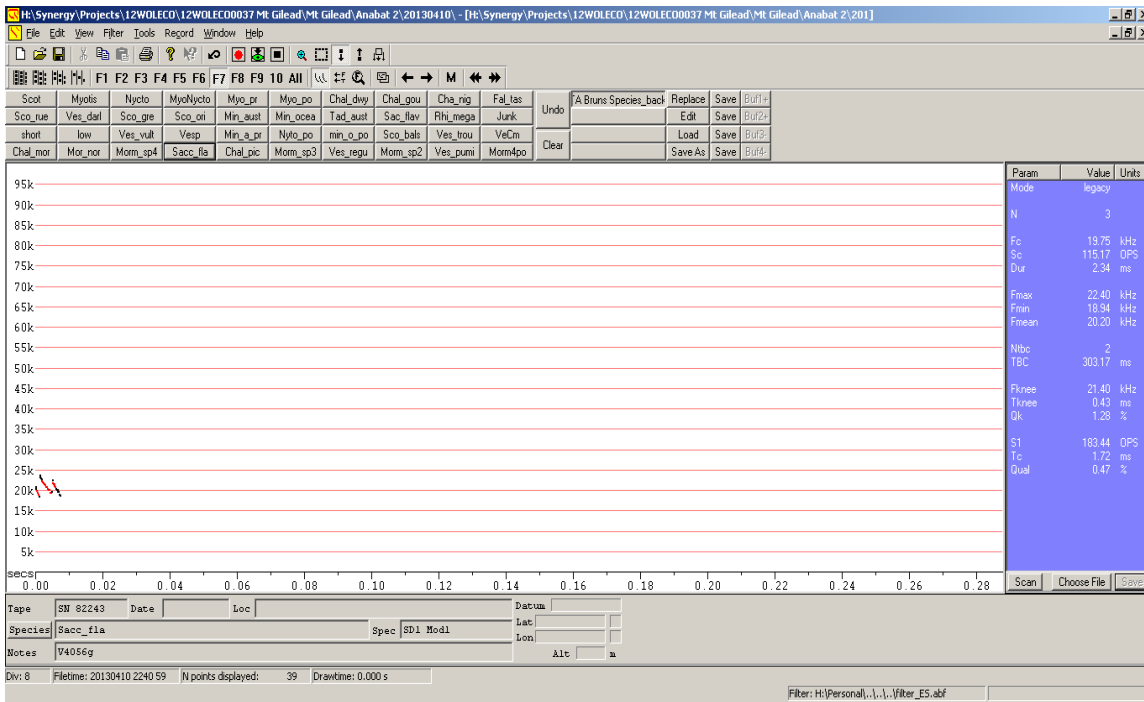 H:\Synergy\Projects\12WOLECO\12WOLECO0037 Mt Gilead\Mt Gilead\Anabat 2\20130410\ - [H:\Synergy\Projects\12WOLECO\12WOLECO0037 Mt Gilead\Mt Gilead\Anabat 2\201]
File Edit View Filter Tools Record Window Help
F1 F2 F3 F4 F5 F6 F7 F8 F9 10 All M
Scot Myotis Nycto MyoNycto Myo_pr Myo_po Chal_dwy Chal_gou Cha_nig Fal_tas Undo A Bruns Species_back Replace Save Buf1+
Sco_rue Ves_darl Sco_gre Sco_ori Min_aust Min_ocea Tad_aust Sac_flav Rhi_mega Junk Edit Save Buf2+
short low Ves_vult Vesp Min_a_pr Nyto_po min_o_po Sco_bals Ves_trou VeCm Clear Load Save Buf3-
Chal_mor Mor_nor Morm_sp4 Sacc_fla Chal_pic Morm_sp3 Ves_regu Morm_sp2 Ves_pumi Morm4po Save As Save Buf4-
Param Value Units
Mode legacy
N 3
Fc 19.75 kHz
Sc 115.17 OPS
Dur 2.34 ms
Fmax 22.40 kHz
Fmin 18.94 kHz
Fmean 20.20 kHz
Ntbc 2
TBC 303.17 ms
Fknee 21.40 kHz
Tknee 0.43 ms
Qk 1.28 %
S1 183.44 OPS
Tc 1.72 ms
Qual 0.47 %
95k
90k
85k
80k
75k
70k
65k
60k
55k
50k
45k
40k
35k
30k
25k
20k
15k
10k
5k
secs
0.00 0.02 0.04 0.06 0.08 0.10 0.12 0.14 0.16 0.18 0.20 0.22 0.24 0.26 0.28
Scan Choose File Save
Tape SN 82243 Date Loc Datum
Species Sacc_fla Spec SD1 Mod1 Lat
Lon
Notes V4056g Alt m
Div: 8 Filetime: 20130410 2240 59 N points displayed: 39 Drawtime: 0.000 s
Filter: H:\Personal\..\..\..\filter_ES.abf